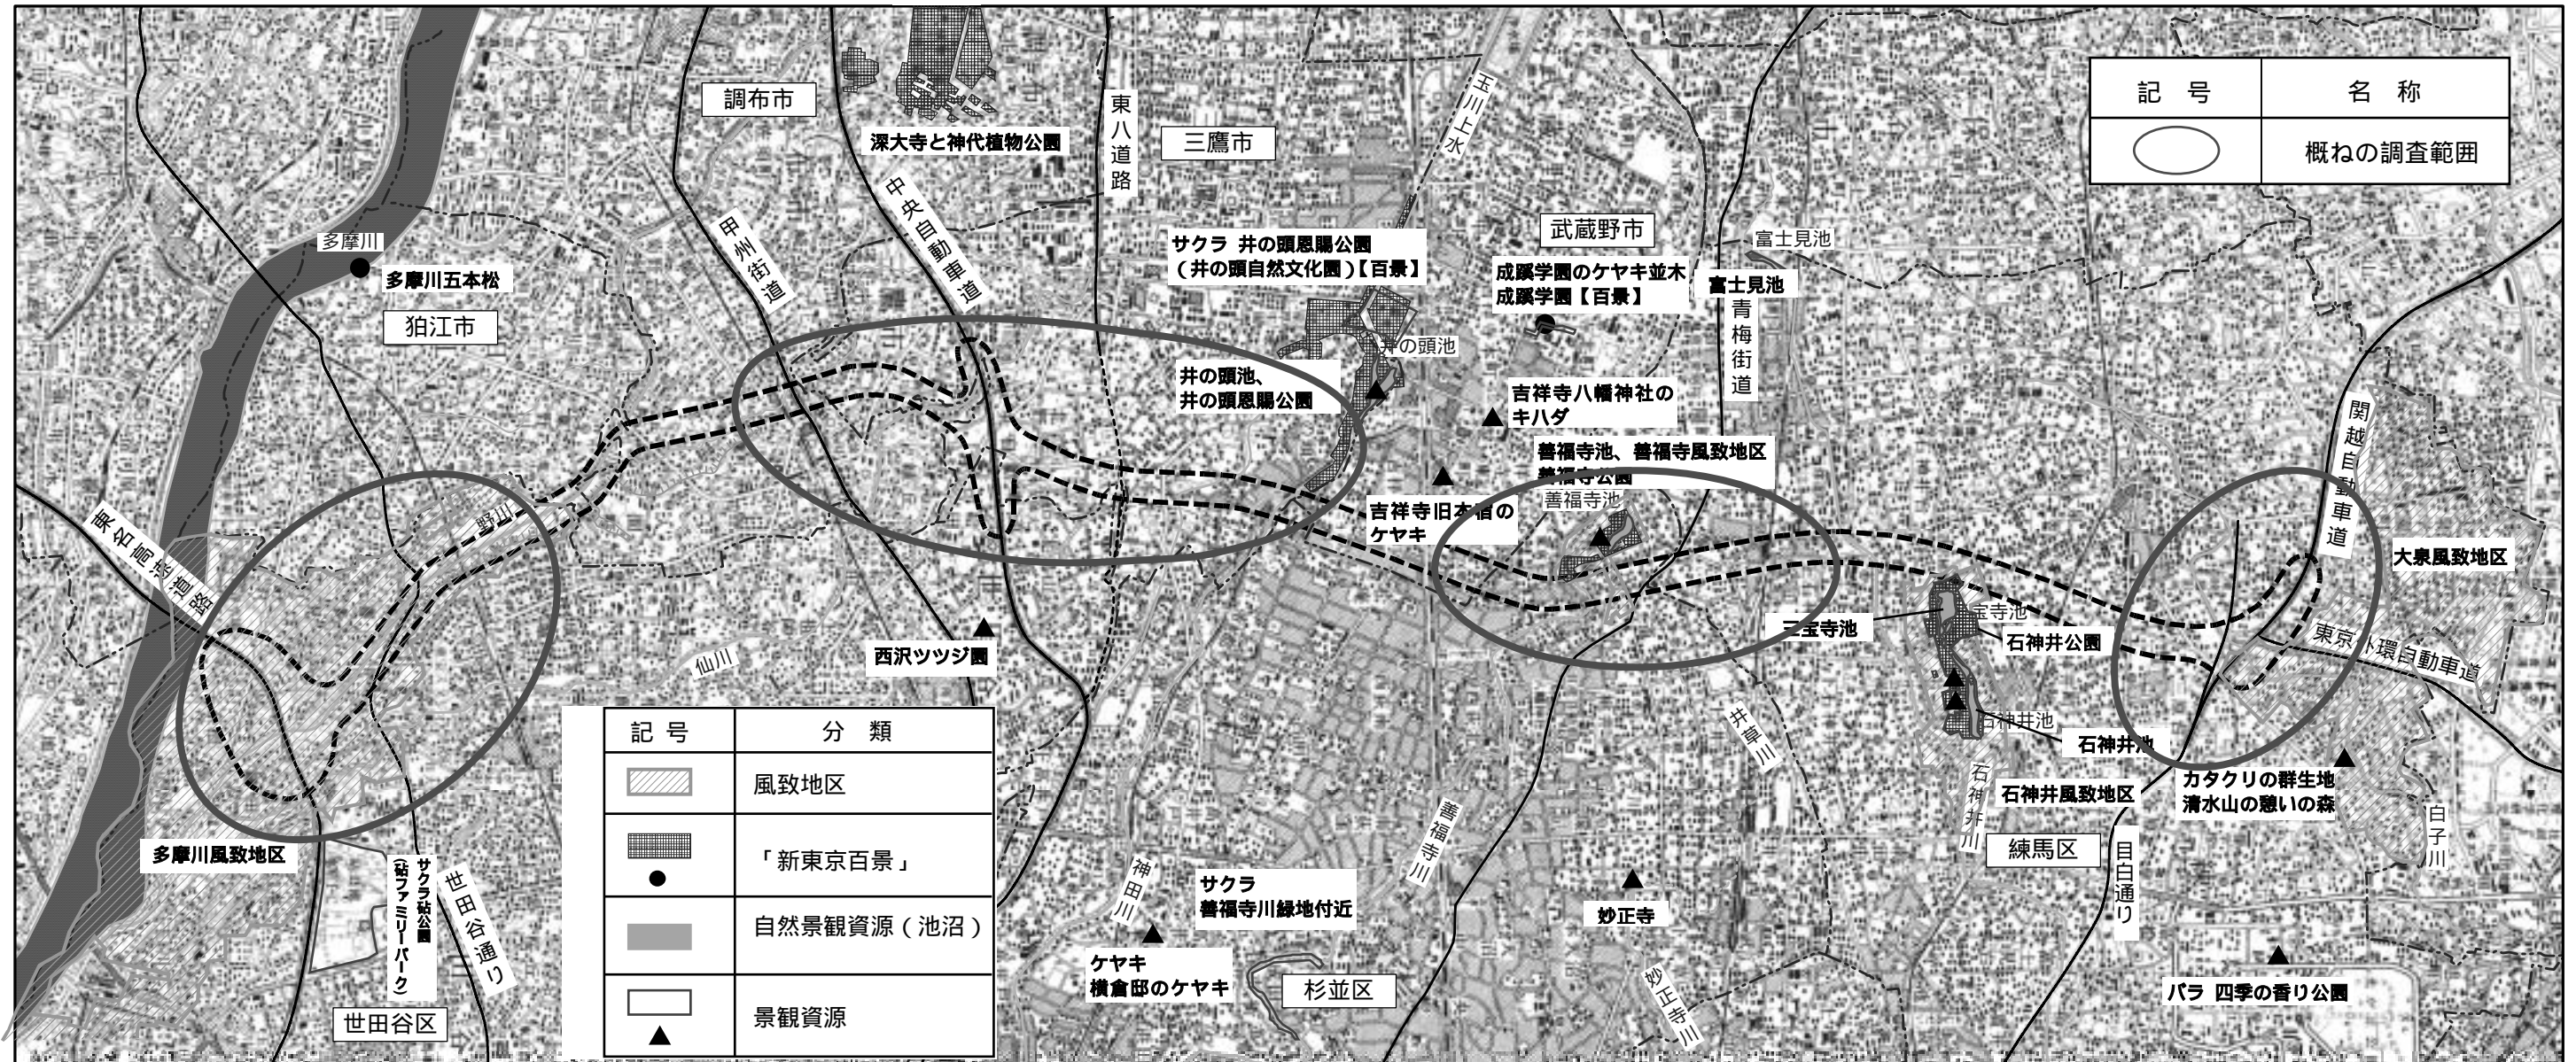 調布市
深大寺と神代植物公園
東八道路
三鷹市
玉川上水
記 号
名 称
概ねの調査範囲
多摩川
多摩川五本松
狛江市
甲州街道
中央自動車道
サクラ 井の頭恩賜公園
(井の頭自然文化園)【百景】
武蔵野市
成蹊学園のケヤキ並木
成蹊学園【百景】
富士見池
富士見池
青梅街道
井の頭池
井の頭池、
井の頭恩賜公園
吉祥寺八幡神社の
キハダ
善福寺池、善福寺風致地区
善福寺公園
善福寺池
吉祥寺旧本宿の
ケヤキ
関越自動車道
大泉風致地区
東名高速道路
野川
西沢ツツジ園
仙川
三宝寺池
宝寺池
石神井公園
東京外環自動車道
石神井池
石神井池
井草川
石神井川
石神井風致地区
カタクリの群生地
清水山の憩いの森
白子川
練馬区
目白通り
多摩川風致地区
サクラ砧公園
(砧ファミリーパーク)
世田谷通り
世田谷区
記 号
分 類
風致地区
「新東京百景」
自然景観資源(池沼)
景観資源
神田川
サクラ
善福寺川緑地付近
善福寺川
ケヤキ
横倉邸のケヤキ
杉並区
妙正寺
妙正寺川
バラ 四季の香り公園